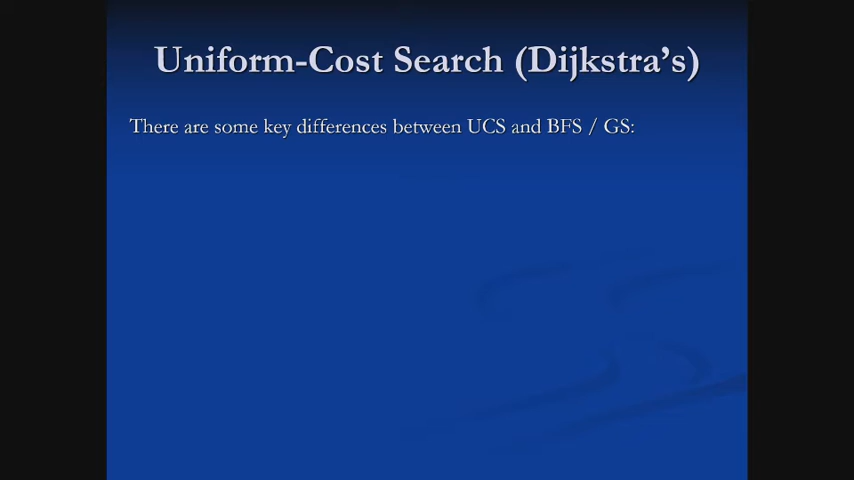 Uniform-Cost Search (Dijkstra’s)
There are some key differences between UCS and BFS / GS: